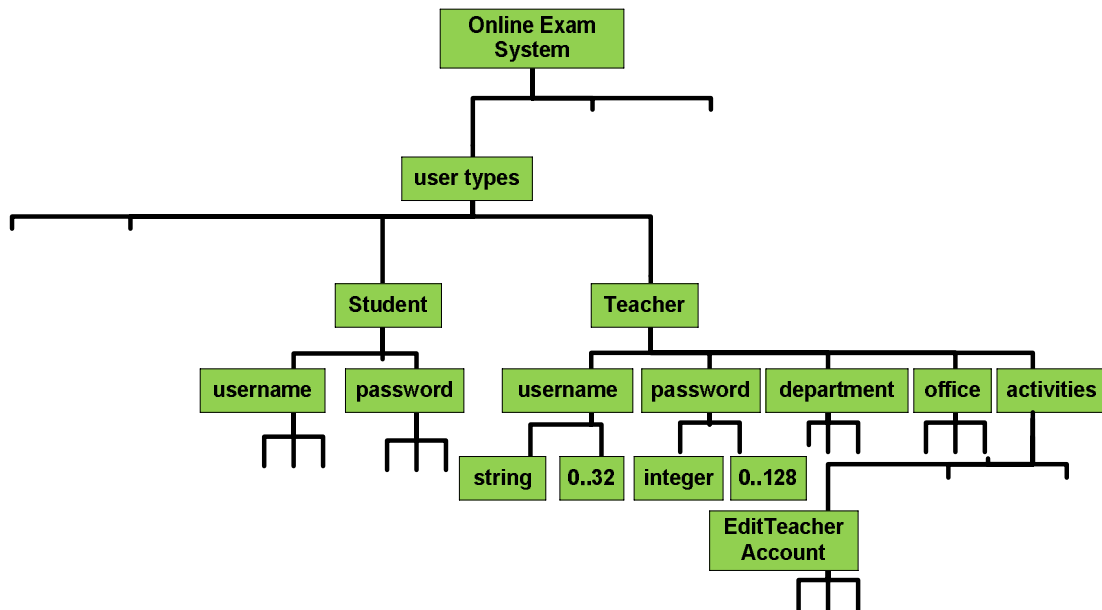 Online Exam
System
user types
Student
Teacher
username
password
username
password
department
office
activities
string
0..32
integer
0..128
EditTeacher
Account